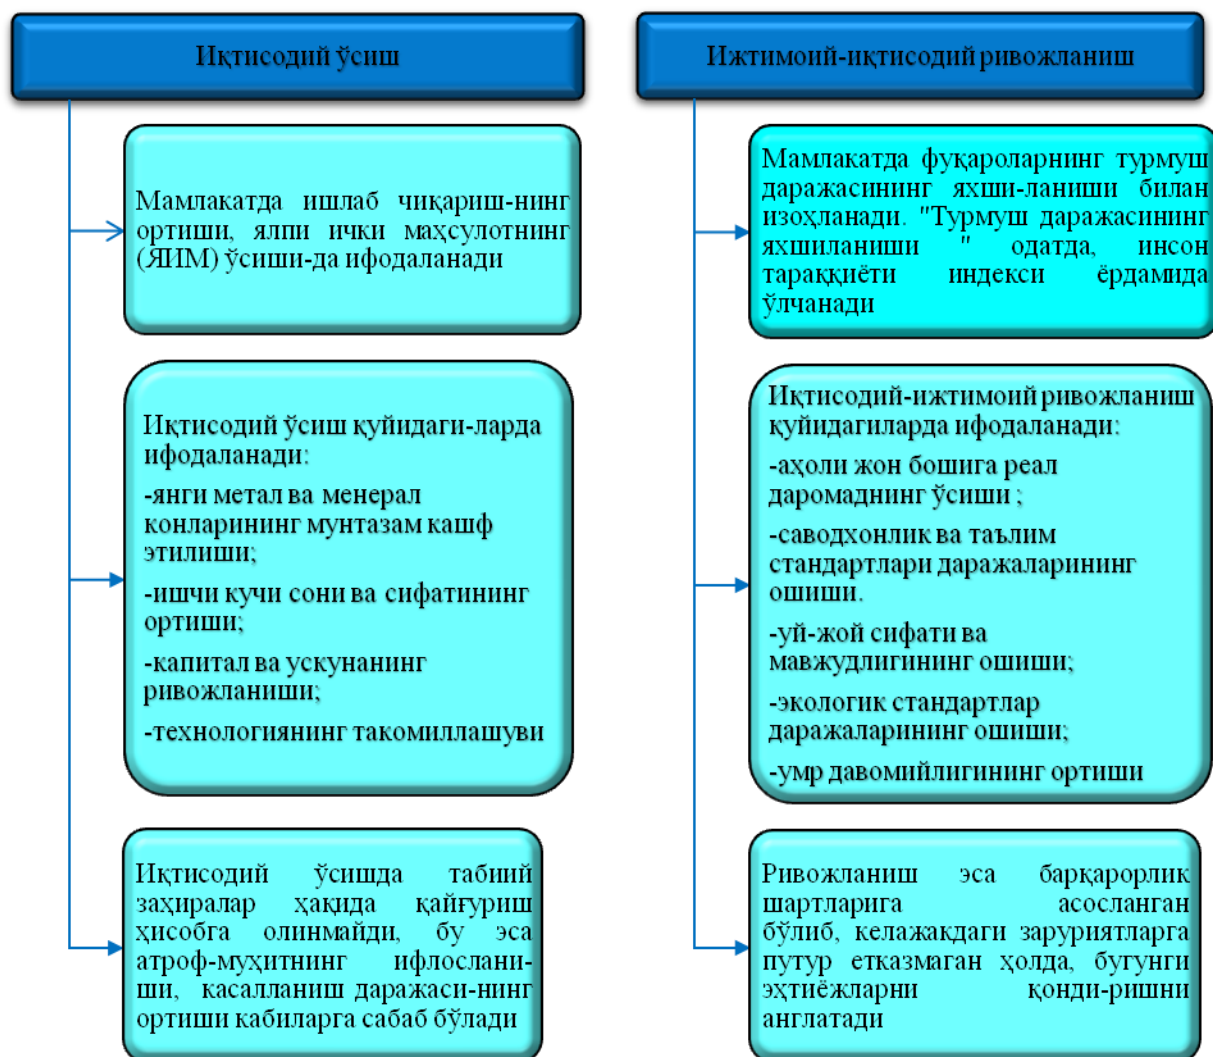 Иқтисодий ўсиш
Мамлакатда ишлаб чиқариш-нинг
ортиши, ялпи ички маҳсулотнинг
(ЯИМ) ўсиши-да ифодаланади
Иқтисодий ўсиш қуйидаги-ларда
ифодаланади:
-янги метал ва менерал
конларининг мунтазам кашф
этилиши;
-ишчи кучи сони ва сифатининг
ортиши;
-капитал ва ускунанинг
ривожланиши;
-технологиянинг такомиллашуви
Иқтисодий ўсишда табиий
заҳиралар ҳақида қайғуриш
ҳисобга олинмайди, бу эса
атроф-муҳитнинг ифлослани-
ши, касалланиш даражаси-нинг
ортиши кабиларга сабаб бўлади
Ижтимоий-иқтисодий ривожланиш
Мамлакатда фуқароларнинг турмуш
даражасининг яхши-ланиши билан
изоҳланади. "Турмуш даражасининг
яхшиланиши " одатда, инсон
тараққиёти индекси ёрдамида
ўлчанади
Иқтисодий-ижтимоий ривожланиш
қуйидагиларда ифодаланади:
-аҳоли жон бошига реал
даромаднинг ўсиши ;
-саводхонлик ва таълим
стандартлари даражаларининг
ошиши.
-уй-жой сифати ва
мавжудлигининг ошиши;
-экологик стандартлар
даражаларининг ошиши;
-умр давомийлигининг ортиши
Ривожланиш эса барқарорлик
шартларига асосланган
бўлиб, келажакдаги заруриятларга
путур етказмаган ҳолда, бугунги
эҳтиёжларни қонди-ришни
англатади